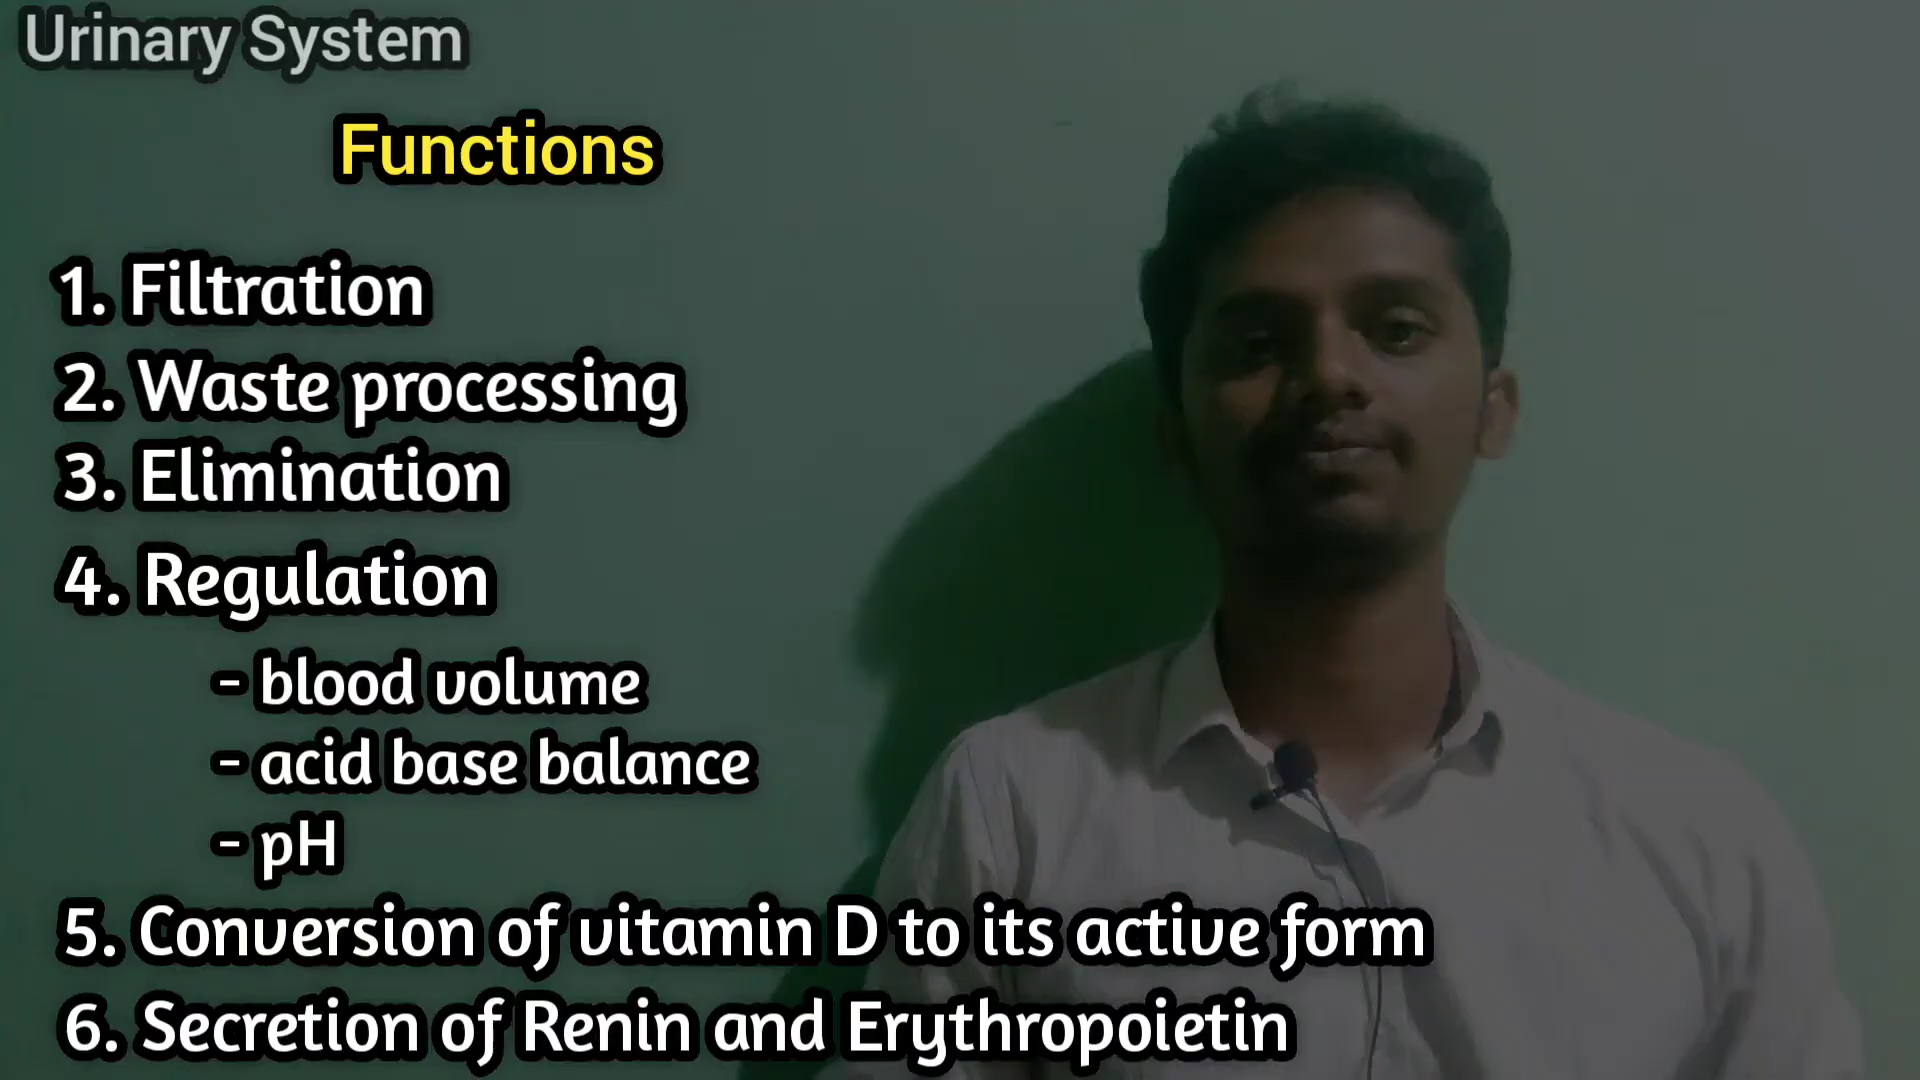 Urinary System
Functions
1. Filtration
2. Waste processing
3. Elimination
4. Regulation
- blood volume
- acid base balance
- pH
5. Conversion of vitamin D to its active form
6. Secretion of Renin and Erythropoietin